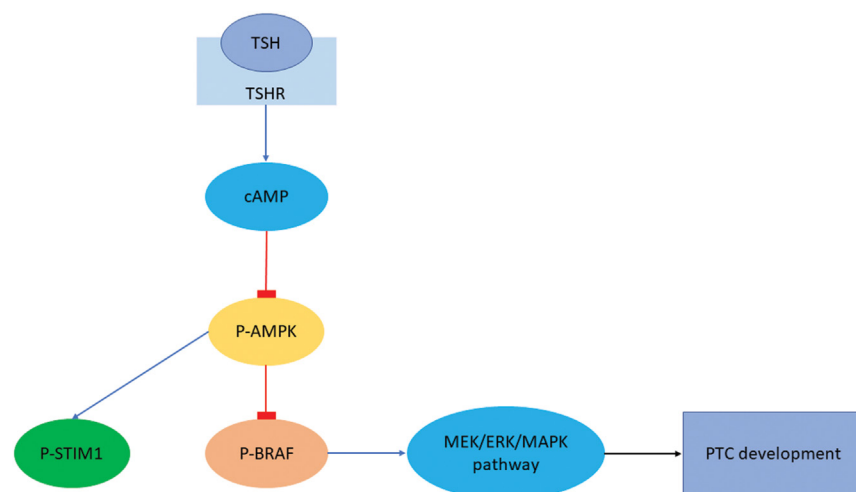 TSH
TSHR
cAMP
P-AMPK
P-STIM1
P-BRAF
MEK/ERK/MAPK
pathway
PTC development